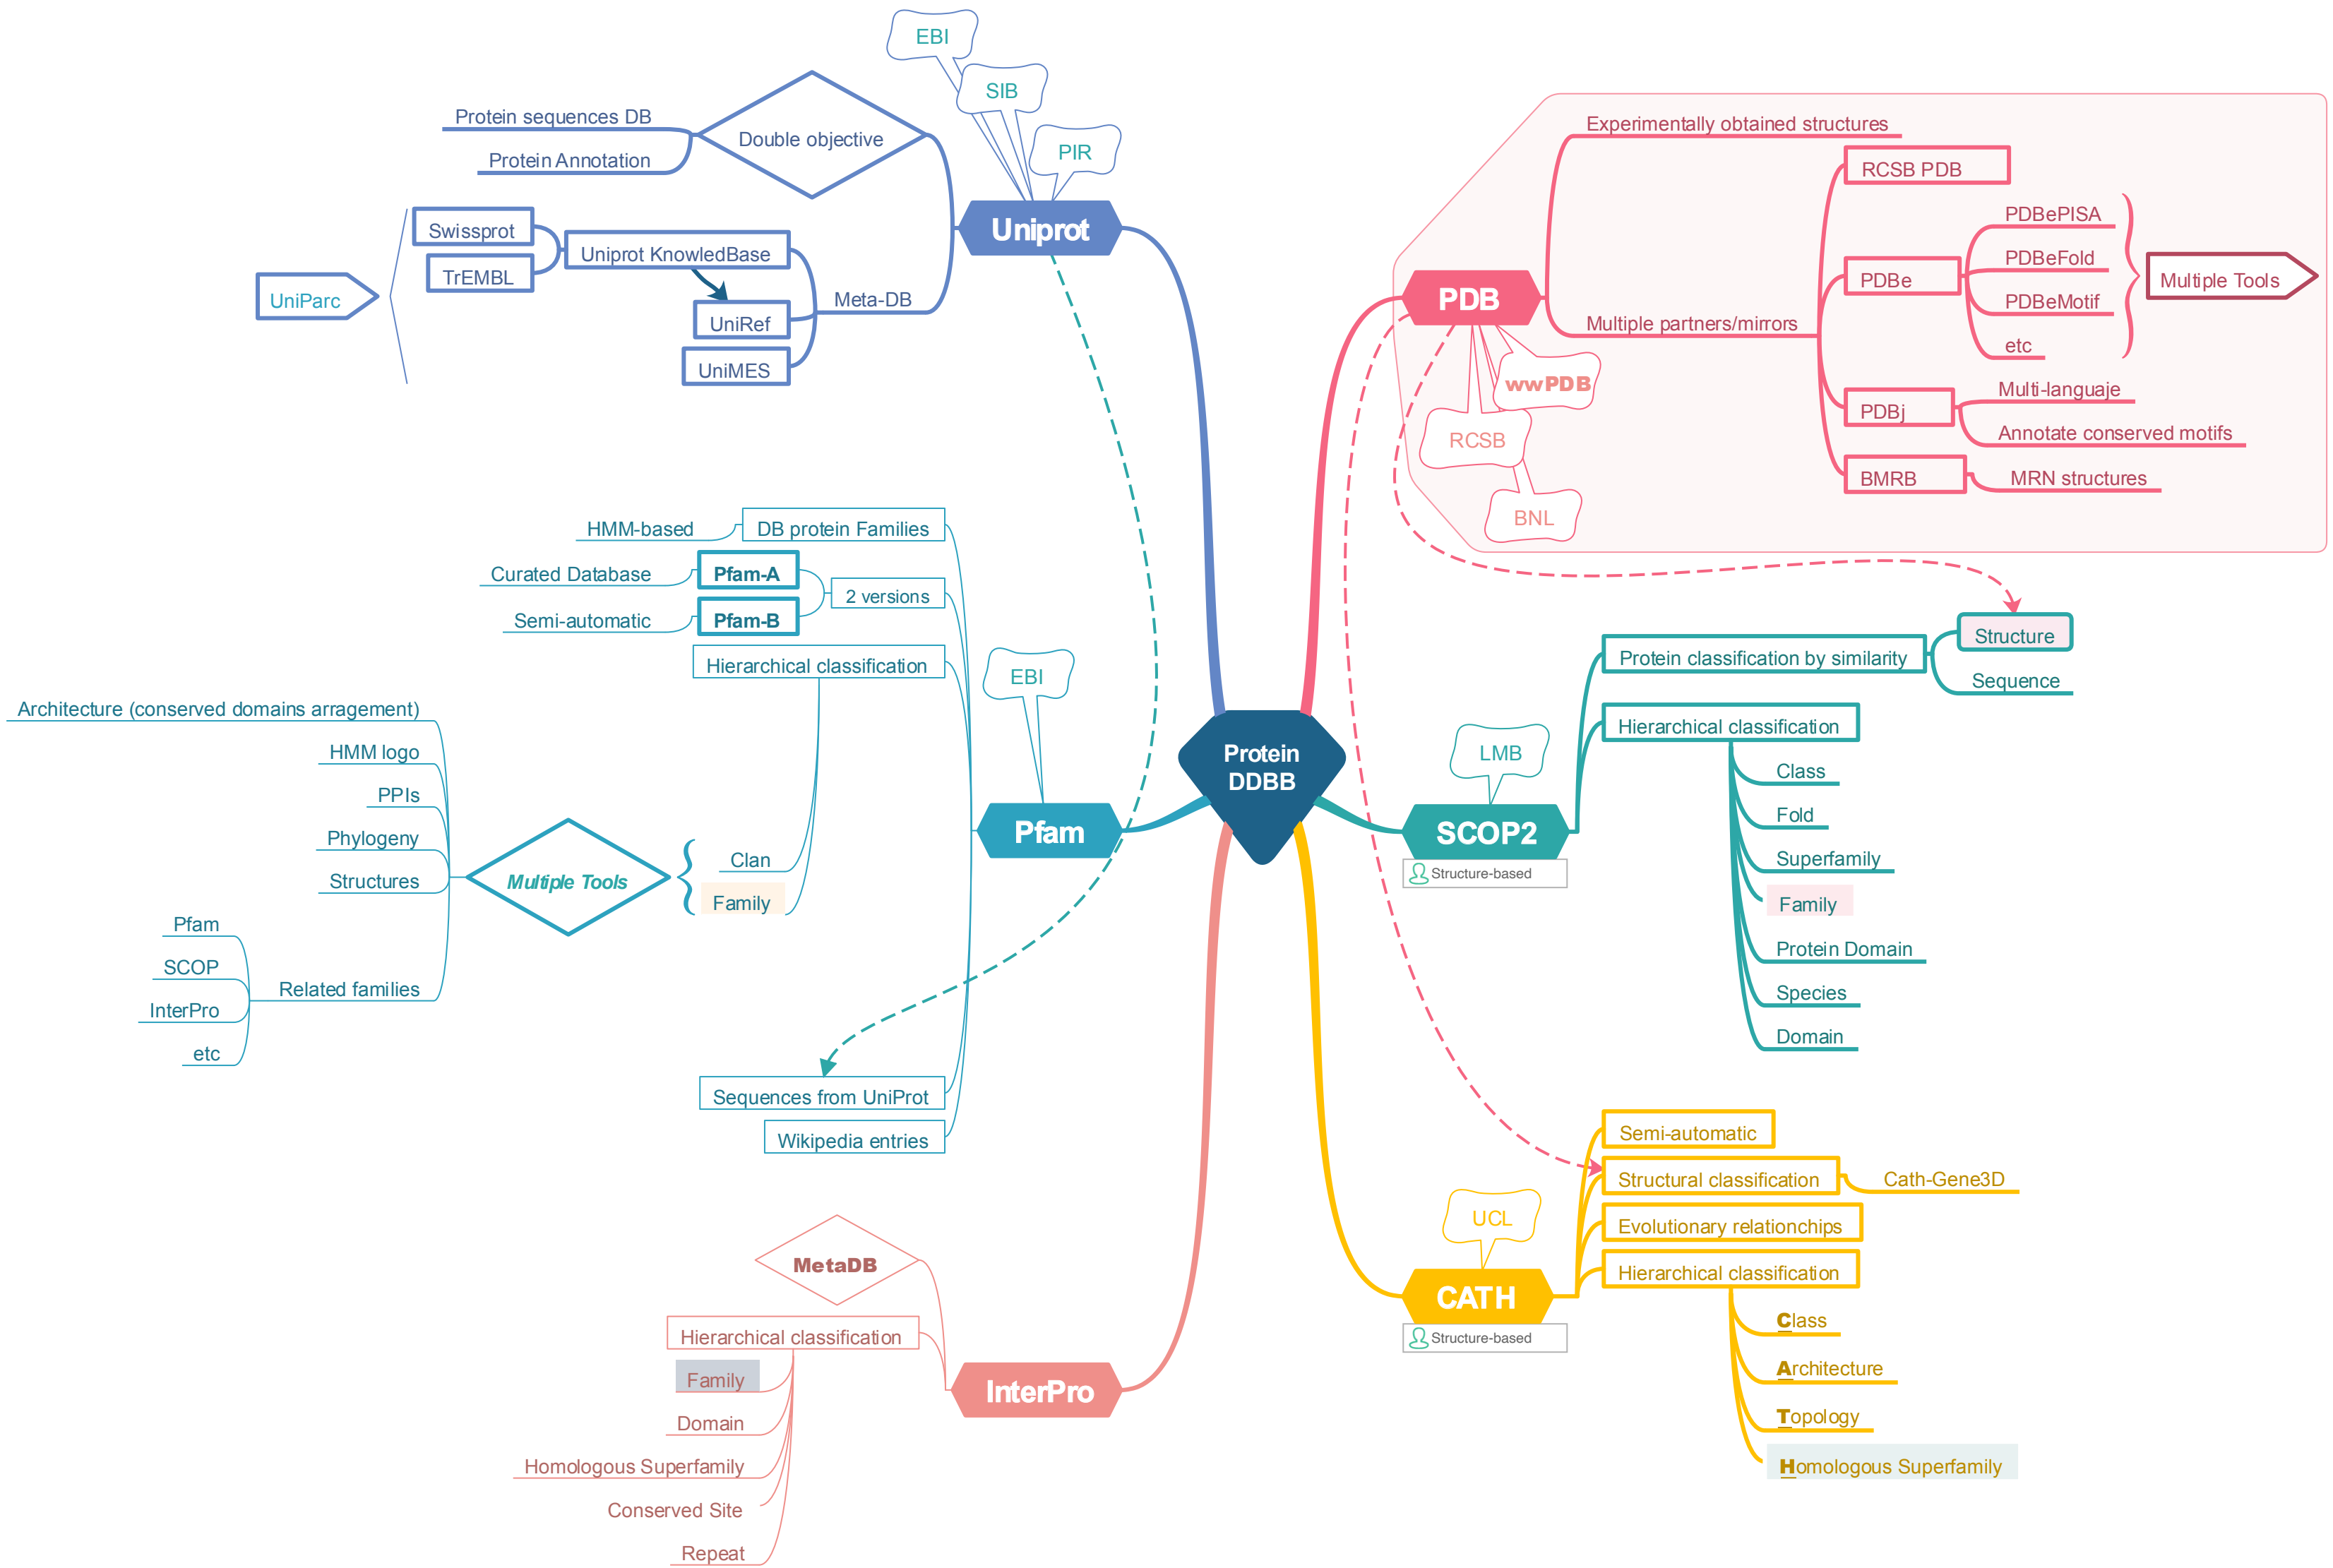 EBI
SIB
PIR
Protein sequences DB
Protein Annotation
Double objective
Uniprot
Swissprot
TrEMBL
Uniprot KnowledBase
UniParc
UniRef
UniMES
Meta-DB
Experimentally obtained structures
RCSB PDB
PDBePISA
PDBeFold
PDBe
PDBeMotif
etc
Multiple Tools
PDB
Multiple partners/mirrors
wwPDB
RCSB
BNL
PDBj
Multi-languaje
Annotate conserved motifs
BMRB
MRN structures
HMM-based
DB protein Families
Curated Database
Pfam-A
2 versions
Semi-automatic
Pfam-B
Hierarchical classification
EBI
Architecture (conserved domains arragement)
HMM logo
PPIs
Phylogeny
Structures
Multiple Tools
Clan
Family
Pfam
Pfam
SCOP
InterPro
etc
Related families
Sequences from UniProt
Wikipedia entries
Protein
DDBB
LMB
SCOP2
Structure-based
Protein classification by similarity
Structure
Sequence
Hierarchical classification
Class
Fold
Superfamily
Family
Protein Domain
Species
Domain
MetaDB
Hierarchical classification
Family
Domain
Homologous Superfamily
Conserved Site
Repeat
InterPro
UCL
CATH
Structure-based
Semi-automatic
Structural classification
Cath-Gene3D
Evolutionary relationchips
Hierarchical classification
Class
Architecture
Topology
Homologous Superfamily